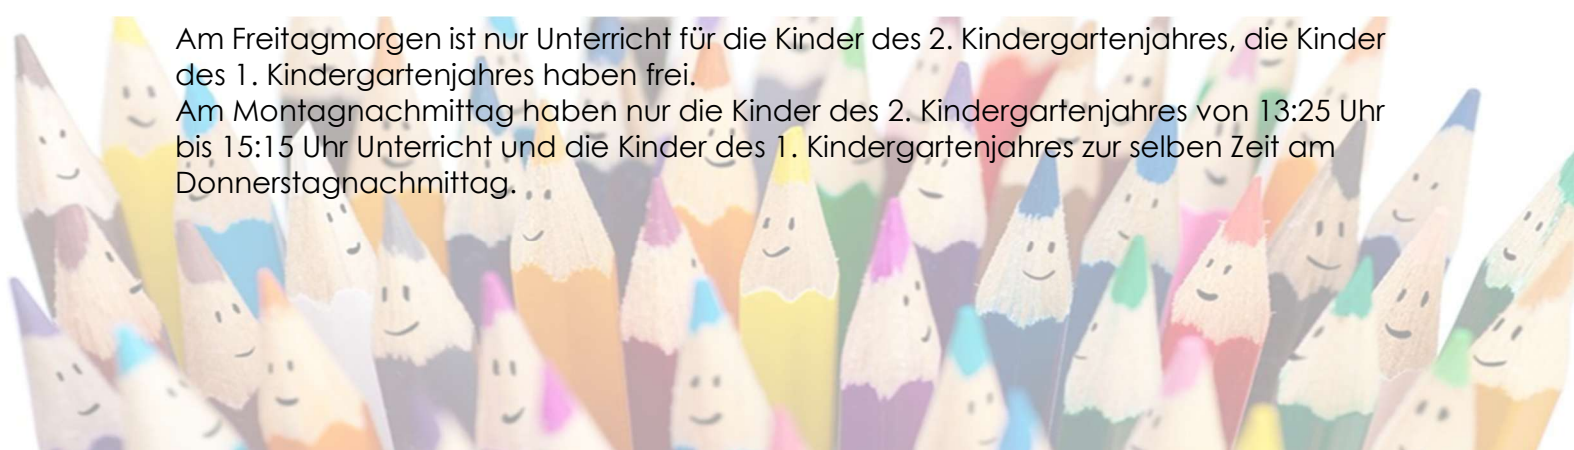 Am Freitagmorgen ist nur Unterricht für die Kinder des 2. Kindergartenjahres, die Kinder
des 1. Kindergartenjahres haben frei.
Am Montagnachmittag haben nur die Kinder des 2. Kindergartenjahres von 13:25 Uhr
bis 15:15 Uhr Unterricht und die Kinder des 1. Kindergartenjahres zur selben Zeit am
Donnerstagnachmittag.